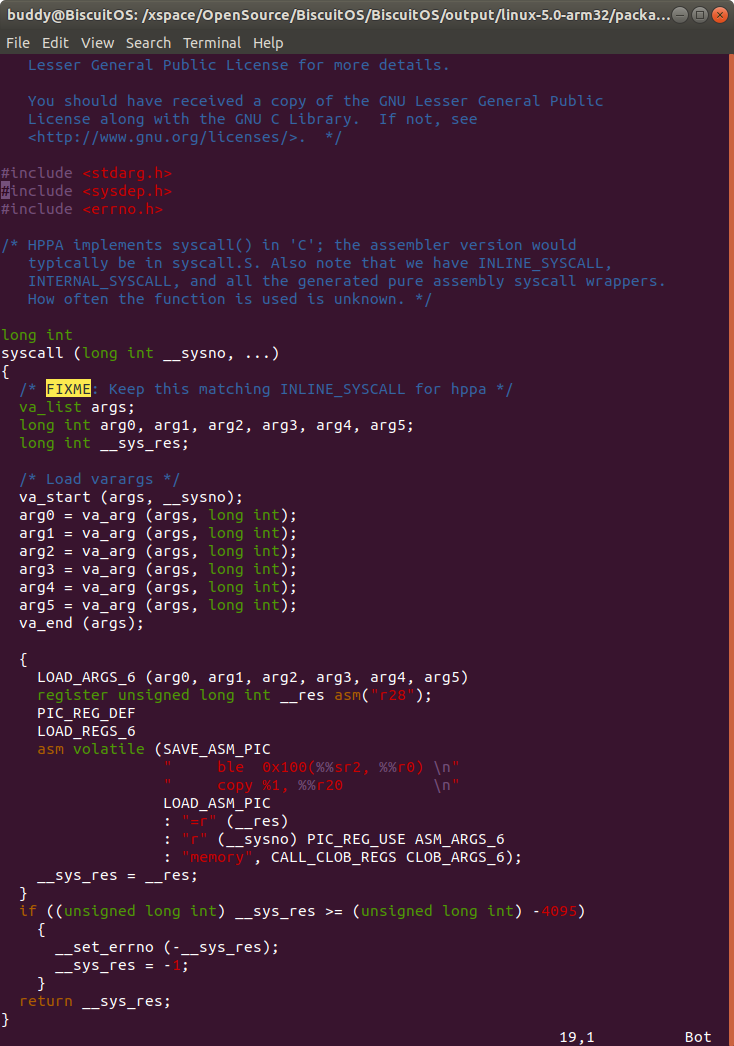 buddy@BiscuitOS: /xspace/OpenSource/BiscuitOS/BiscuitOS/output/linux-5.0-arm32/packa...
File Edit View Search Terminal Help
   Lesser General Public License for more details.

   You should have received a copy of the GNU Lesser General Public
   License along with the GNU C Library.  If not, see
   <http://www.gnu.org/licenses/>.  */

#include <stdarg.h>
#include <sysdep.h>
#include <errno.h>

/* HPPA implements syscall() in 'C'; the assembler version would
   typically be in syscall.S. Also note that we have INLINE_SYSCALL,
   INTERNAL_SYSCALL, and all the generated pure assembly syscall wrappers.
   How often the function is used is unknown. */

long int
syscall (long int __sysno, ...)
{
  /* FIXME: Keep this matching INLINE_SYSCALL for hppa */
  va_list args;
  long int arg0, arg1, arg2, arg3, arg4, arg5;
  long int __sys_res;

  /* Load varargs */
  va_start (args, __sysno);
  arg0 = va_arg (args, long int);
  arg1 = va_arg (args, long int);
  arg2 = va_arg (args, long int);
  arg3 = va_arg (args, long int);
  arg4 = va_arg (args, long int);
  arg5 = va_arg (args, long int);
  va_end (args);

  {
    LOAD_ARGS_6 (arg0, arg1, arg2, arg3, arg4, arg5)
    register unsigned long int __res asm("r28");
    PIC_REG_DEF
    LOAD_REGS_6
    asm volatile (SAVE_ASM_PIC
                  "     ble  0x100(%%sr2, %%r0) \n"
                  "     copy %1, %%r20          \n"
                  LOAD_ASM_PIC
                  : "=r" (__res)
                  : "r" (__sysno) PIC_REG_USE ASM_ARGS_6
                  : "memory", CALL_CLOB_REGS CLOB_ARGS_6);
    __sys_res = __res;
  }
  if ((unsigned long int) __sys_res >= (unsigned long int) -4095)
    {
      __set_errno (-__sys_res);
      __sys_res = -1;
    }
  return __sys_res;
}
19,1 Bot